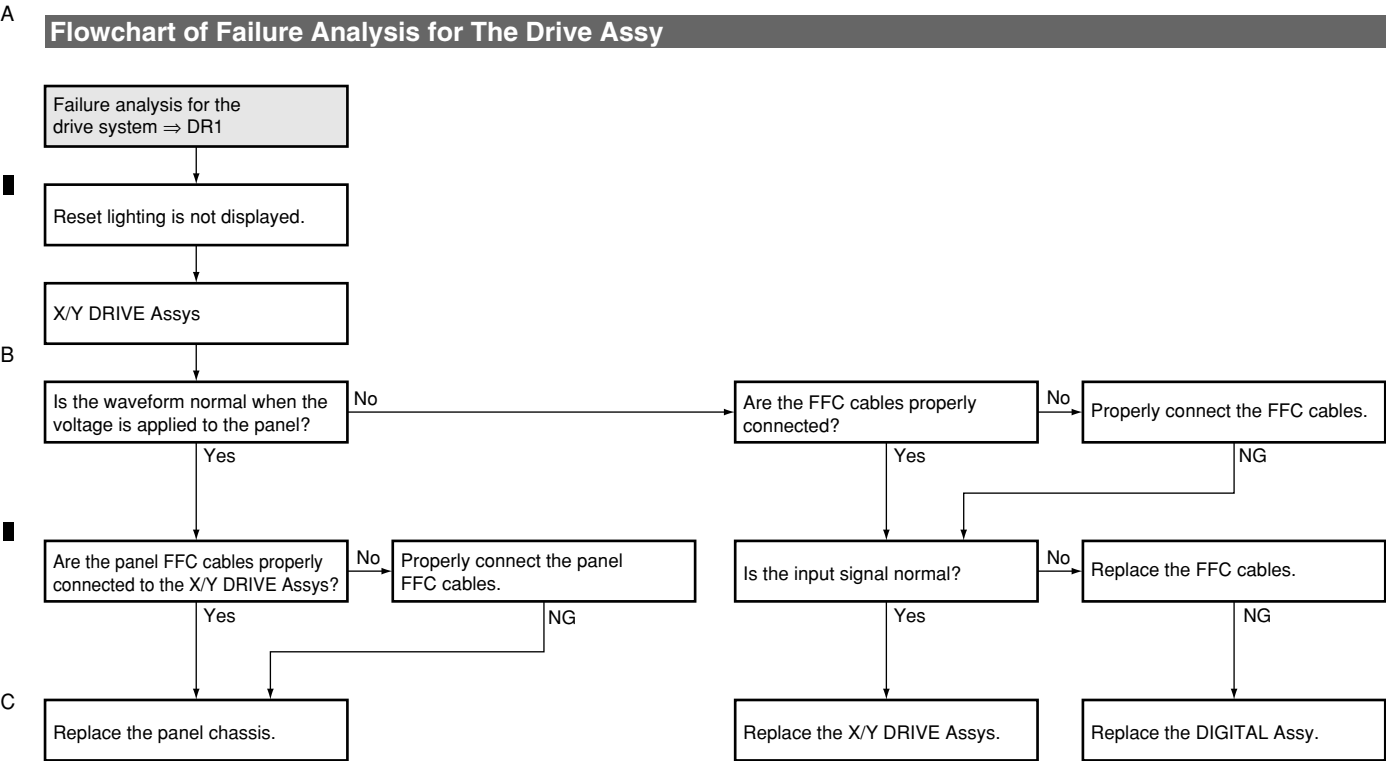 A
Flowchart of Failure Analysis for The Drive Assy
Failure analysis for the
drive system ⇒ DR1
Reset lighting is not displayed.
X/Y DRIVE Assys
B
Is the waveform normal when the
voltage is applied to the panel?
No
Are the FFC cables properly
connected?
No
Properly connect the FFC cables.
Yes
Yes
NG
Are the panel FFC cables properly
connected to the X/Y DRIVE Assys?
No
Properly connect the panel
FFC cables.
Is the input signal normal?
No
Replace the FFC cables.
Yes
NG
Yes
NG
C
Replace the panel chassis.
Replace the X/Y DRIVE Assys.
Replace the DIGITAL Assy.